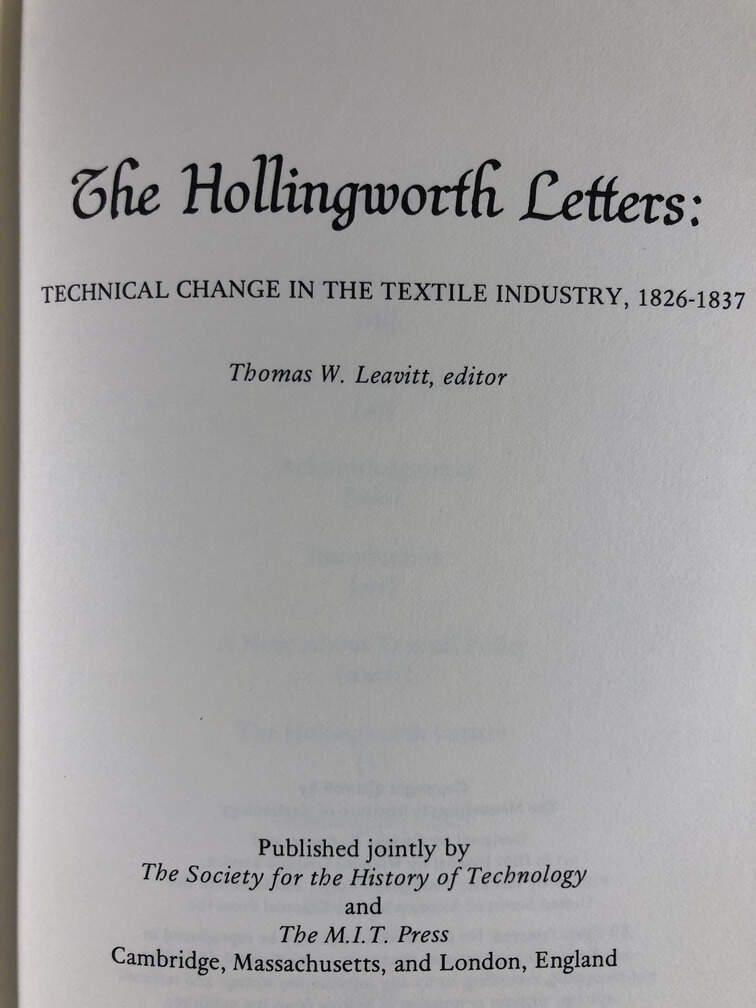 The Hollingworth Letters:
TECHNICAL CHANGE IN THE TEXTILE INDUSTRY, 1826-1837
Thomas W. Leavitt, editor
Published jointly by
The Society for the History of Technology
and
The M.I.T. Press
Cambridge, Massachusetts, and London, England